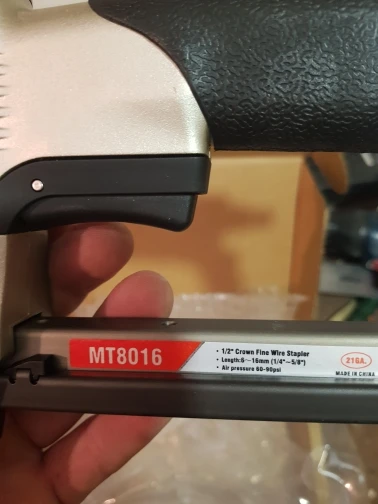 MT8016
· 1/2" Crown Fine Wire Stapler
· Length:6~16mm (1/4"~5/8")
· Air pressure 60-90psi
21GA.
MADE IN CHINA